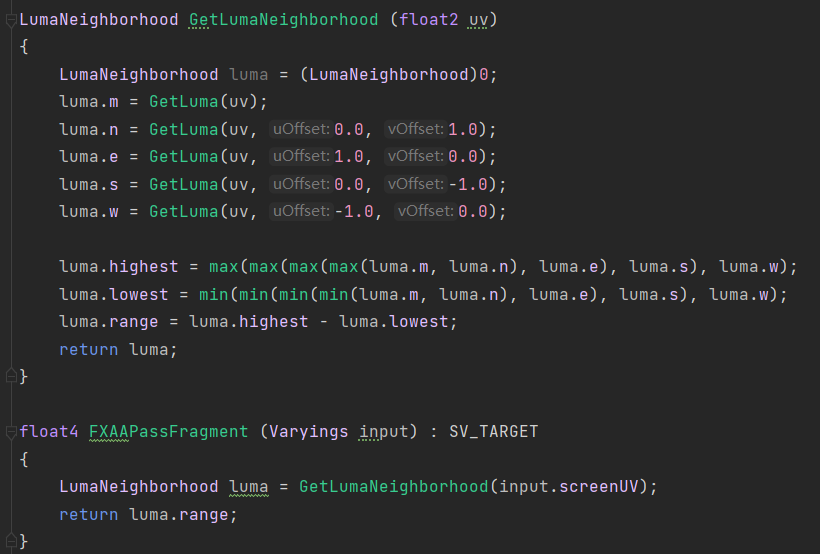 LumaNeighborhood GetLumaNeighborhood (float2 uv)
{
    LumaNeighborhood luma = (LumaNeighborhood)0;
    luma.m = GetLuma(uv);
    luma.n = GetLuma(uv, uOffset: 0.0, vOffset: 1.0);
    luma.e = GetLuma(uv, uOffset: 1.0, vOffset: 0.0);
    luma.s = GetLuma(uv, uOffset: 0.0, vOffset: -1.0);
    luma.w = GetLuma(uv, uOffset: -1.0, vOffset: 0.0);

    luma.highest = max(max(max(max(luma.m, luma.n), luma.e), luma.s), luma.w);
    luma.lowest = min(min(min(min(luma.m, luma.n), luma.e), luma.s), luma.w);
    luma.range = luma.highest - luma.lowest;
    return luma;
}

float4 FXAAPassFragment (Varyings input) : SV_TARGET
{
    LumaNeighborhood luma = GetLumaNeighborhood(input.screenUV);
    return luma.range;
}